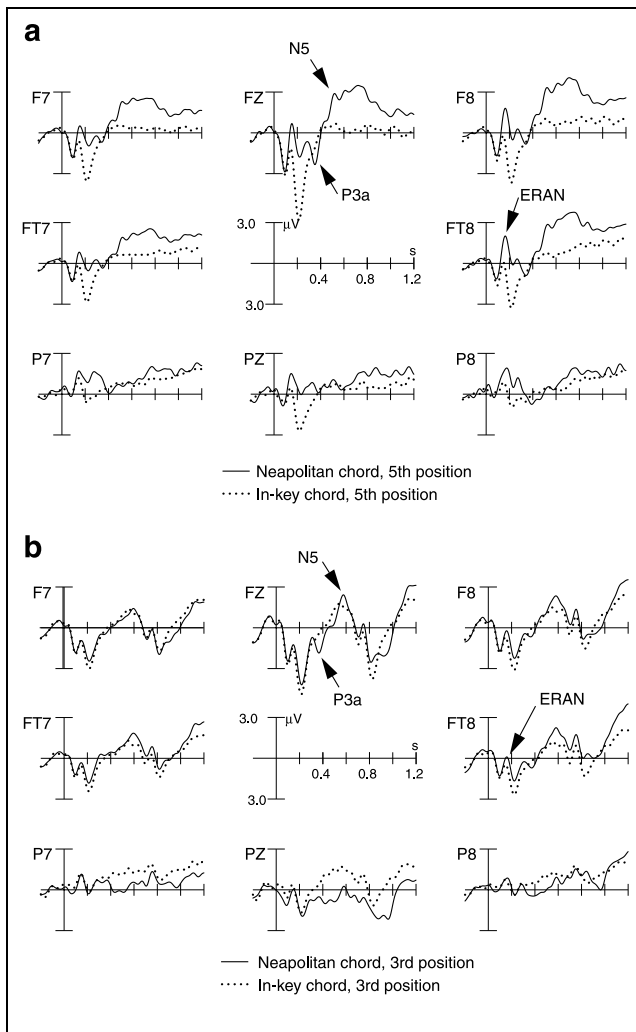 a
N5
F7 FZ F8
P3a
ERAN
FT7 3.0 μV FT8
s
0.4 0.8 1.2
3.0
P7 PZ P8
Neapolitan chord, 5th position
In-key chord, 5th position
b
N5
F7 FZ F8
P3a
ERAN
FT7 3.0 μV FT8
s
0.4 0.8 1.2
3.0
P7 PZ P8
Neapolitan chord, 3rd position
In-key chord, 3rd position